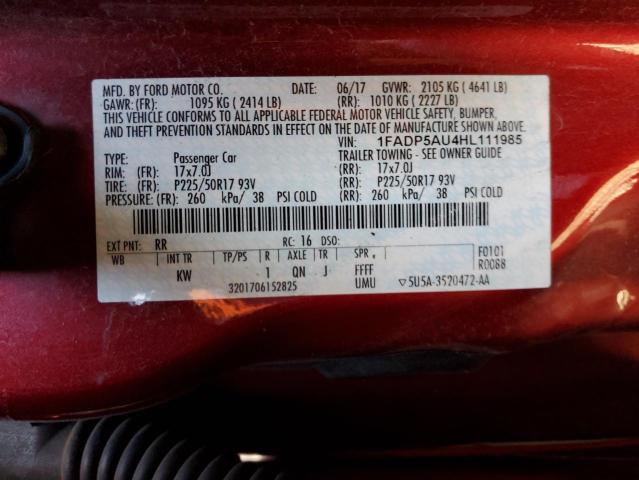 MFD. BY FORD MOTOR CO. DATE: 06/17 GVWR: 2105 KG ( 4641 LB)
GAWR: (FR): 1095 KG ( 2414 LB) (RR): 1010 KG ( 2227 LB)
THIS VEHICLE CONFORMS TO ALL APPLICABLE FEDERAL MOTOR VEHICLE SAFETY, BUMPER,
AND THEFT PREVENTION STANDARDS IN EFFECT ON THE DATE OF MANUFACTURE SHOWN ABOVE.
VIN: 1FADP5AU4HL111985
TYPE: Passenger Car TRAILER TOWING - SEE OWNER GUIDE
RIM: (FR): 17x7.0J (RR): 17x7.0J
TIRE: (FR): P225/50R17 93V (RR): P225/50R17 93V
PRESSURE: (FR): 260 kPa/ 38 PSI COLD (RR): 260 kPa/ 38 PSI COLD
EXT PNT: RR RC: 16 DSO:
WB INT TR TP/PS R AXLE TR SPR F0101
KW 1 QN J FFFF R0088
3201706152825 UMU ▽5U5A-3520472-AA